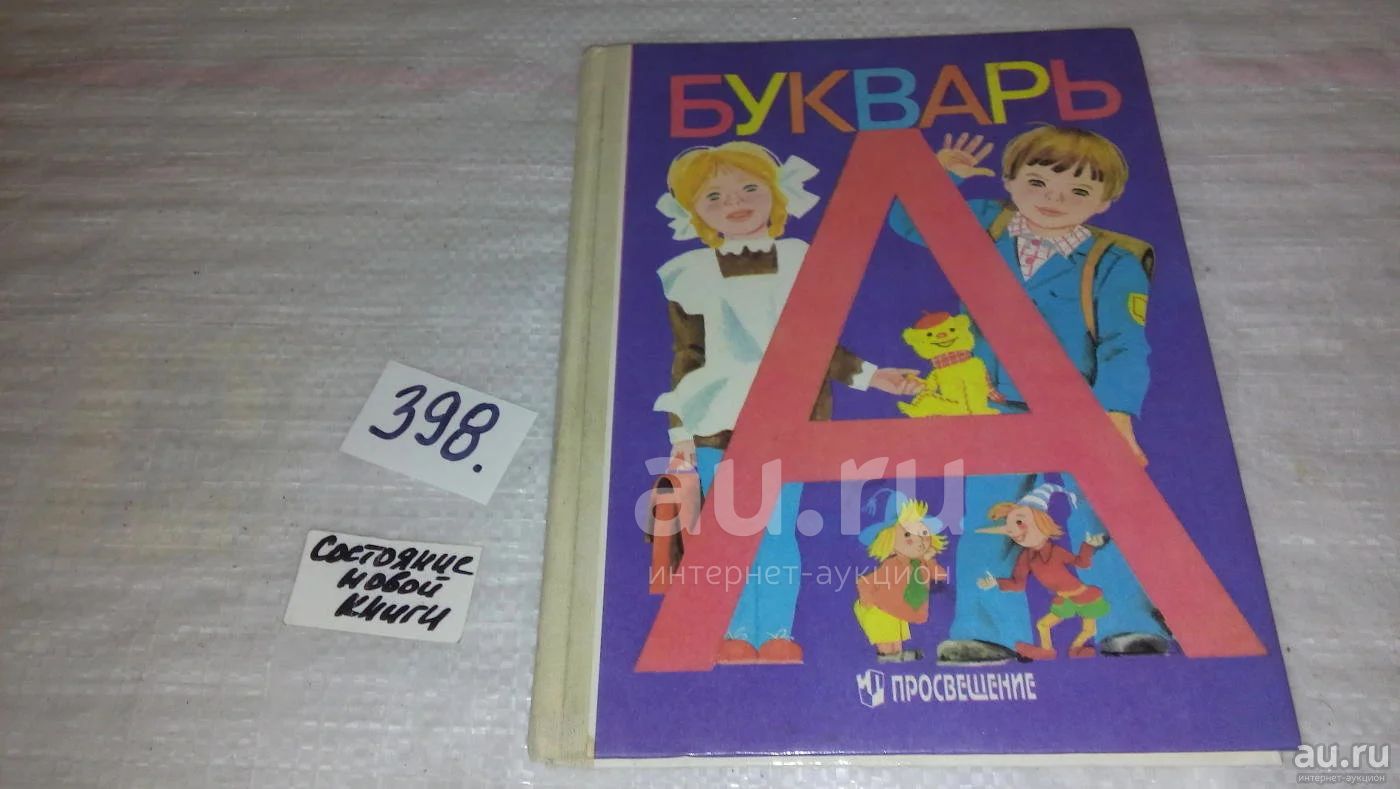 БУКВАРЬ
А
398.
Состояние
новой
книги
au.ru
интернет-аукцион
ПРОСВЕЩЕНИЕ
au.ru
интернет-аукцион